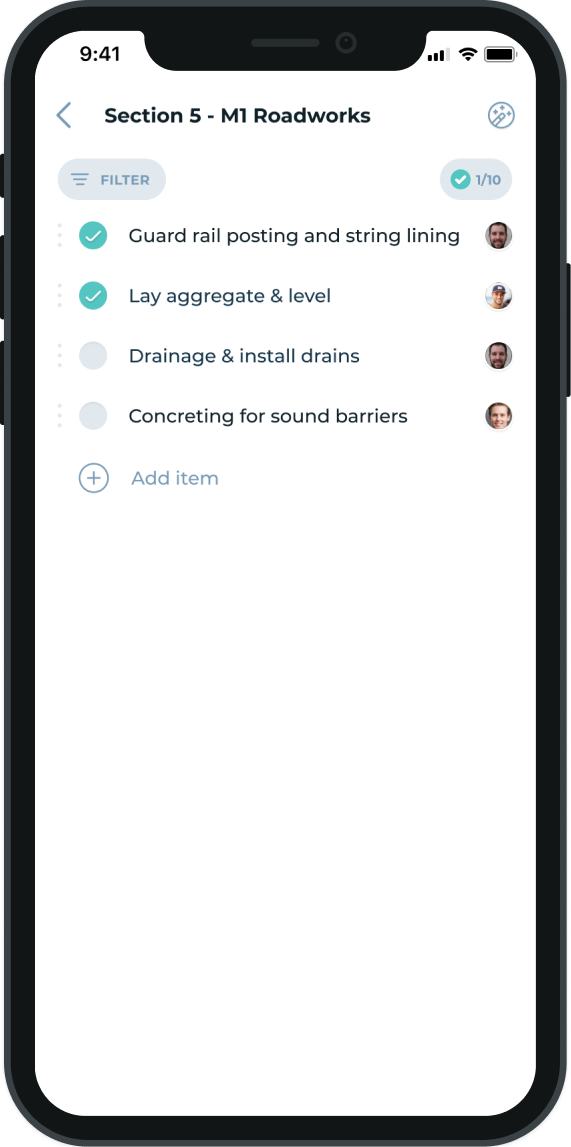 9:41
Section 5 - M1 Roadworks
FILTER
1/10
Guard rail posting and string lining
Lay aggregate & level
Drainage & install drains
Concreting for sound barriers
Add item